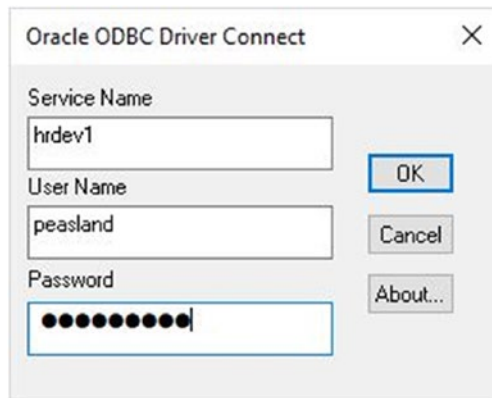 Oracle ODBC Driver Connect
Service Name
hrdev1
User Name
peasland
Password
●●●●●●●●●
OK
Cancel
About...